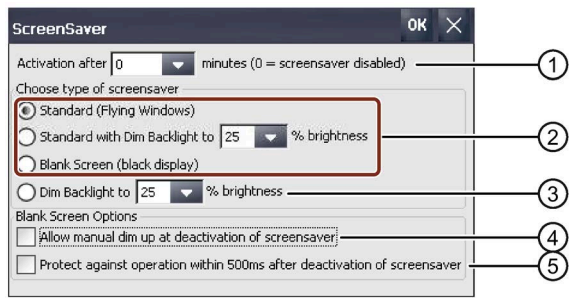 ScreenSaver OK
Activation after 0 minutes (0 = screensaver disabled) 1
Choose type of screensaver
Standard (Flying Windows)
Standard with Dim Backlight to 25 % brightness 2
Blank Screen (black display)
Dim Backlight to 25 % brightness 3
Blank Screen Options
Allow manual dim up at deactivation of screensaver 4
Protect against operation within 500ms after deactivation of screensaver 5